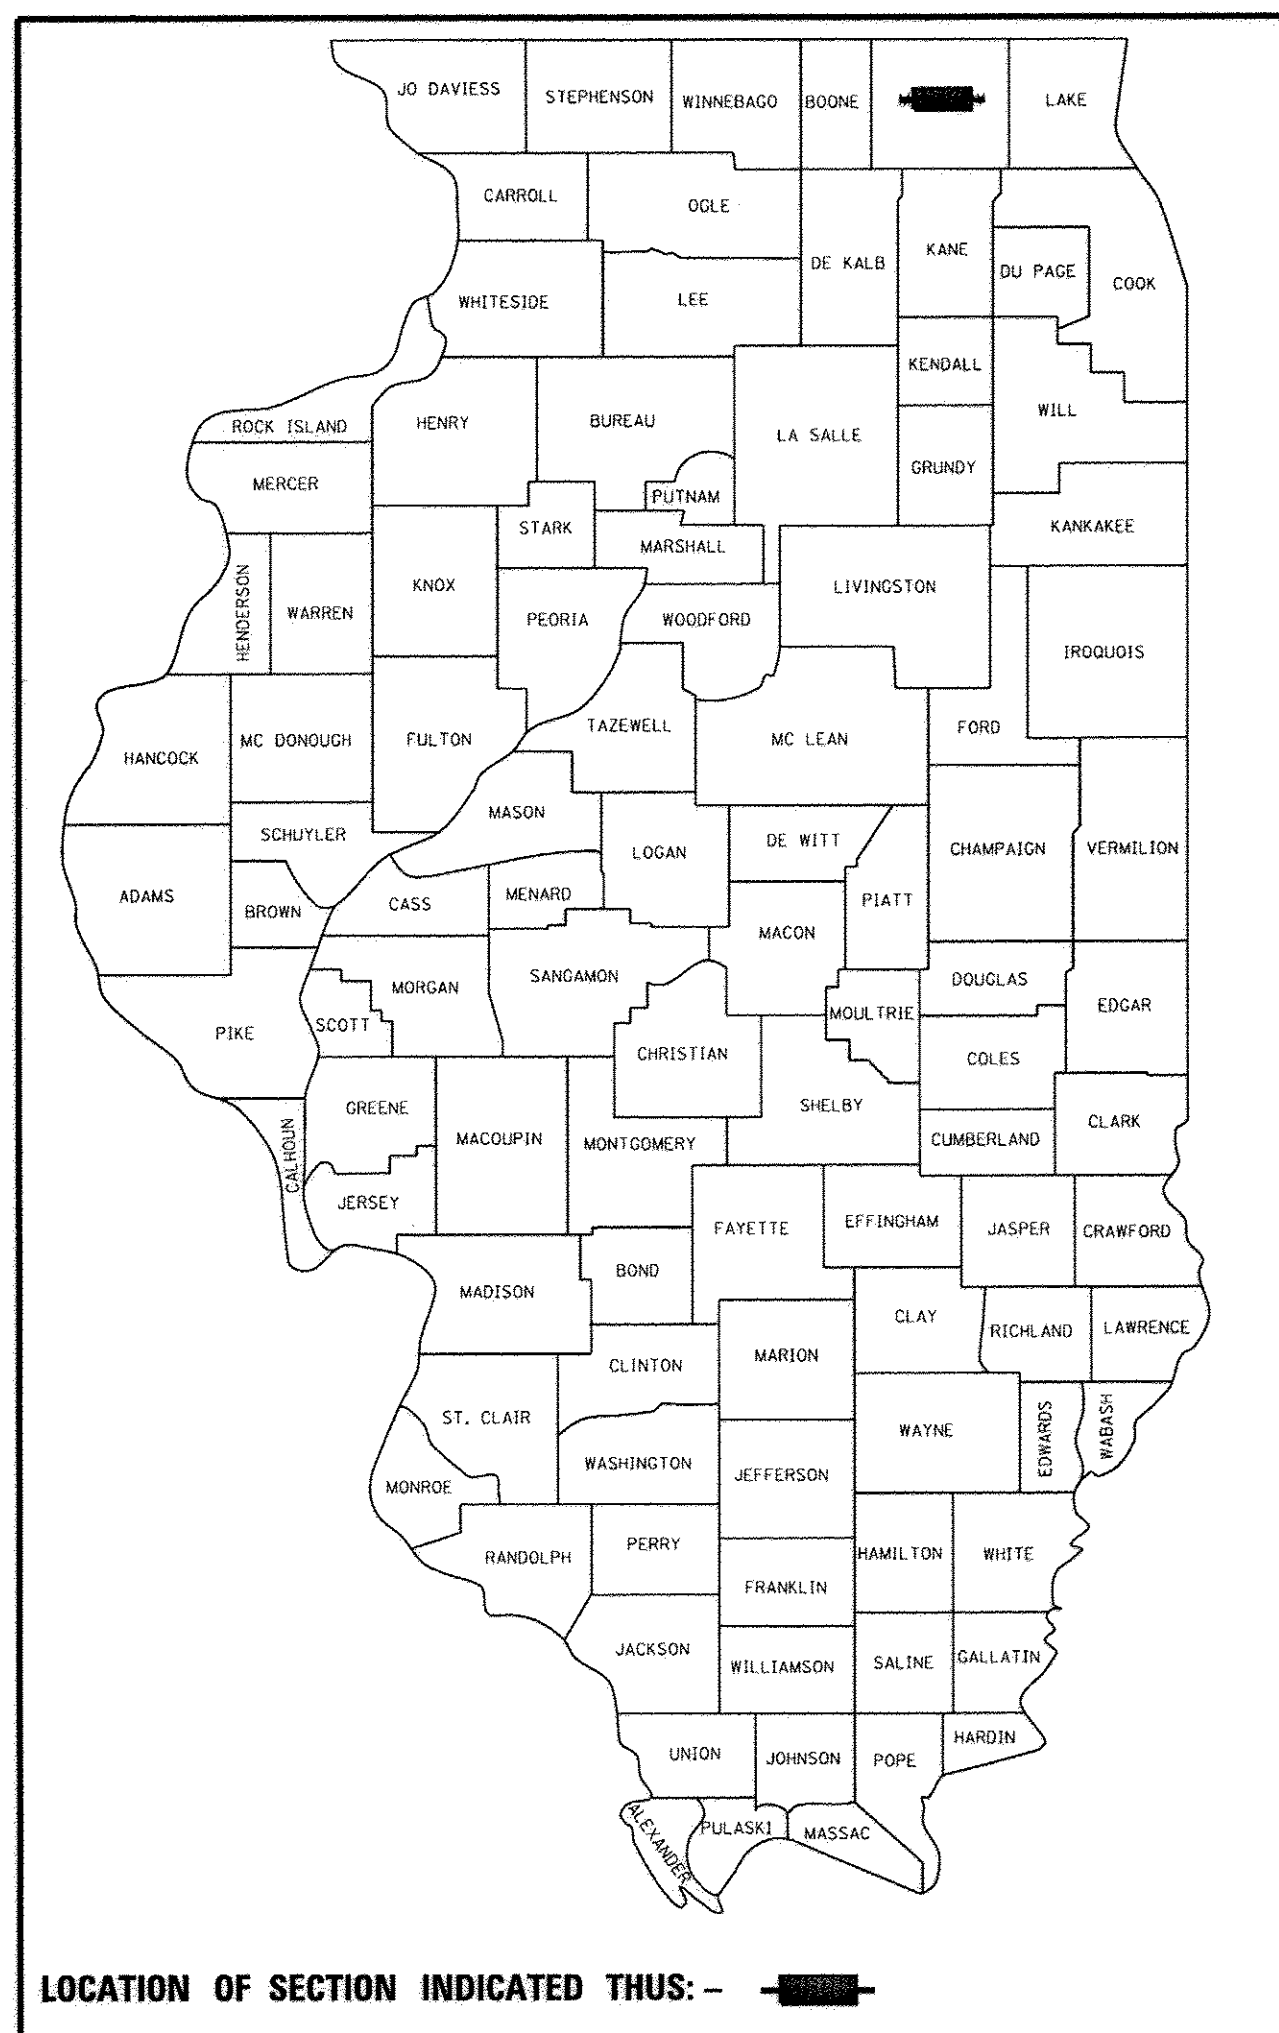 JO DAVIESS
STEPHENSON
WINNEBAGO
BOONE
LAKE
CARROLL
OGLE
DE KALB
KANE
DU PAGE
COOK
WHITESIDE
LEE
KENDALL
ROCK ISLAND
HENRY
BUREAU
LA SALLE
GRUNDY
WILL
MERCER
PUTNAM
STARK
MARSHALL
KANKAKEE
HENDERSON
WARREN
KNOX
PEORIA
WOODFORD
LIVINGSTON
IROQUOIS
HANCOCK
MC DONOUGH
FULTON
TAZEWELL
MC LEAN
FORD
SCHUYLER
MASON
LOGAN
DE WITT
CHAMPAIGN
VERMILION
ADAMS
BROWN
CASS
MENARD
PIATT
MACON
PIKE
SCOTT
MORGAN
SANGAMON
CHRISTIAN
MOULTRIE
DOUGLAS
EDGAR
COLES
SHELBY
CALHOUN
GREENE
MACOUPIN
MONTGOMERY
CUMBERLAND
CLARK
JERSEY
FAYETTE
EFFINGHAM
JASPER
CRAWFORD
MADISON
BOND
CLAY
RICHLAND
LAWRENCE
CLINTON
MARION
ST. CLAIR
WASHINGTON
JEFFERSON
WAYNE
EDWARDS
WABASH
MONROE
RANDOLPH
PERRY
FRANKLIN
HAMILTON
WHITE
JACKSON
WILLIAMSON
SALINE
GALLATIN
UNION
JOHNSON
POPE
HARDIN
ALEXANDER
PULASKI
MASSAC
LOCATION OF SECTION INDICATED THUS: –